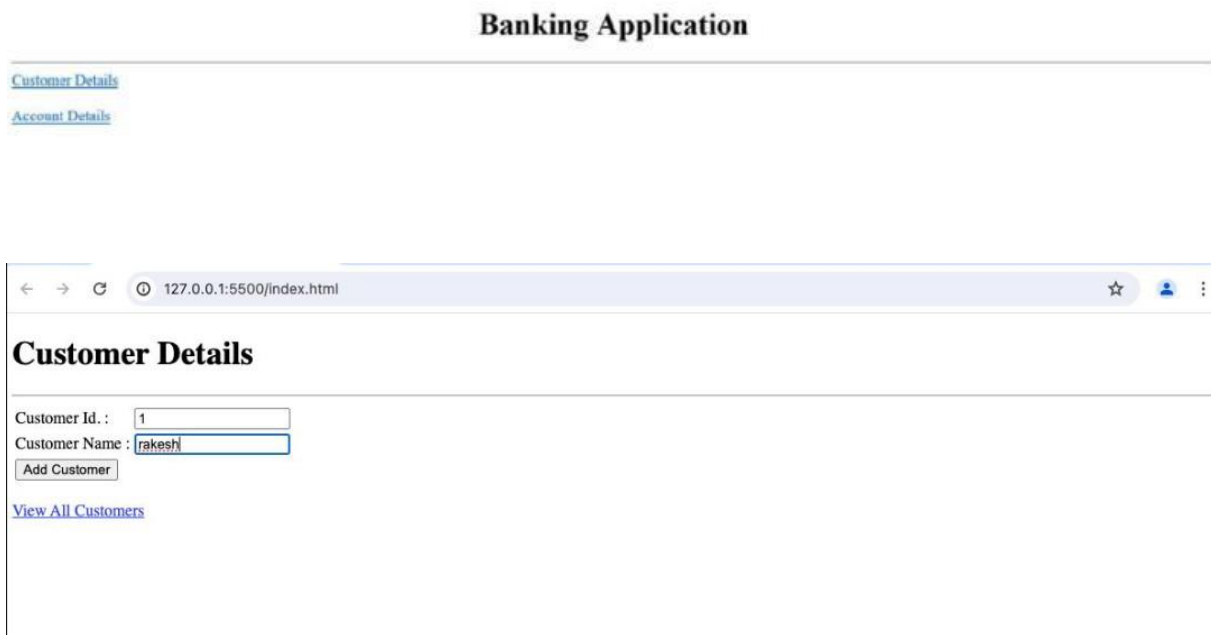 Banking Application
Customer Details
Account Details
127.0.0.1:5500/index.html
Customer Details
Customer Id. : 1
Customer Name : rakesh
Add Customer
View All Customers